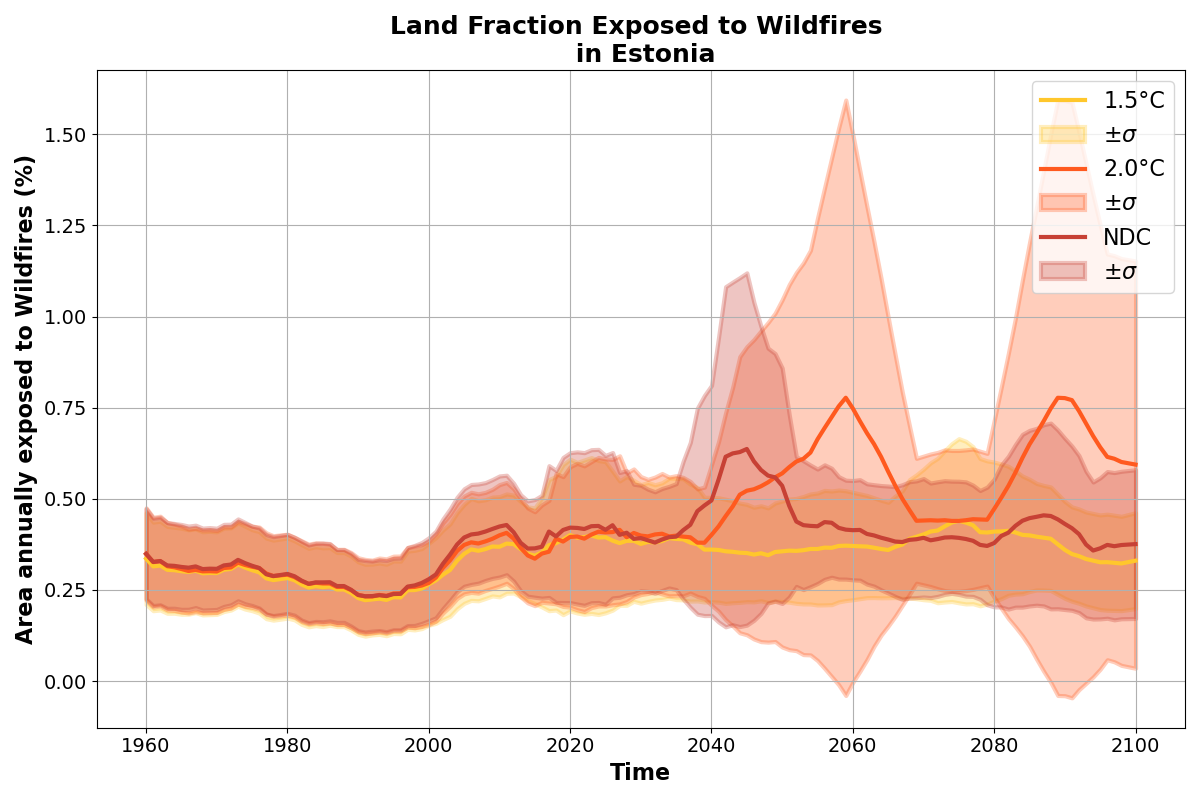 Land Fraction Exposed to Wildfires
in Estonia
Area annually exposed to Wildfires (%)
1.50
1.25
1.00
0.75
0.50
0.25
0.00
1960
1980
2000
2020
2040
2060
2080
2100
Time
1.5°C
±σ
2.0°C
±σ
NDC
±σ